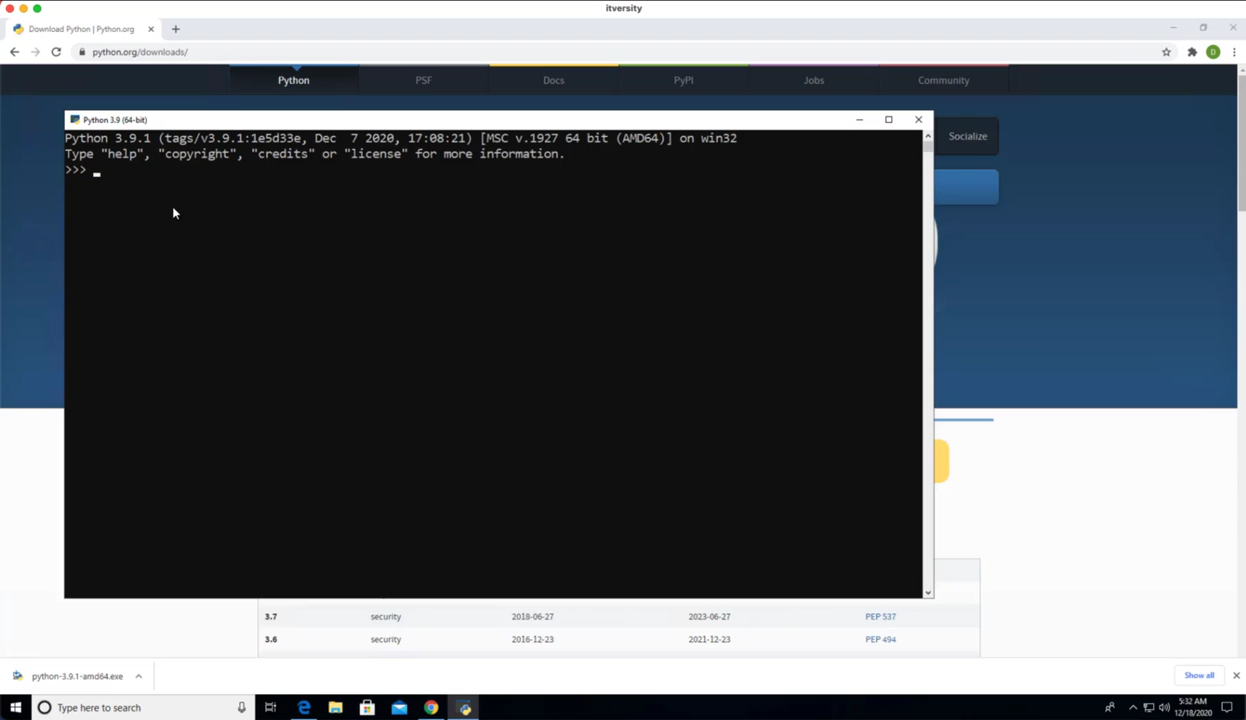 itversity
Download Python | Python.org
python.org/downloads/
D
Python
PSF
Docs
PyPI
Jobs
Community
Socialize
Python 3.9 (64-bit)
Python 3.9.1 (tags/v3.9.1:1e5d33e, Dec  7 2020, 17:08:21) [MSC v.1927 64 bit (AMD64)] on win32
Type "help", "copyright", "credits" or "license" for more information.
>>>
3.7 security 2018-06-27 2023-06-27 PEP 537
3.6 security 2016-12-23 2021-12-23 PEP 494
python-3.9.1-amd64.exe
Show all
Type here to search
5:32 AM
12/18/2020